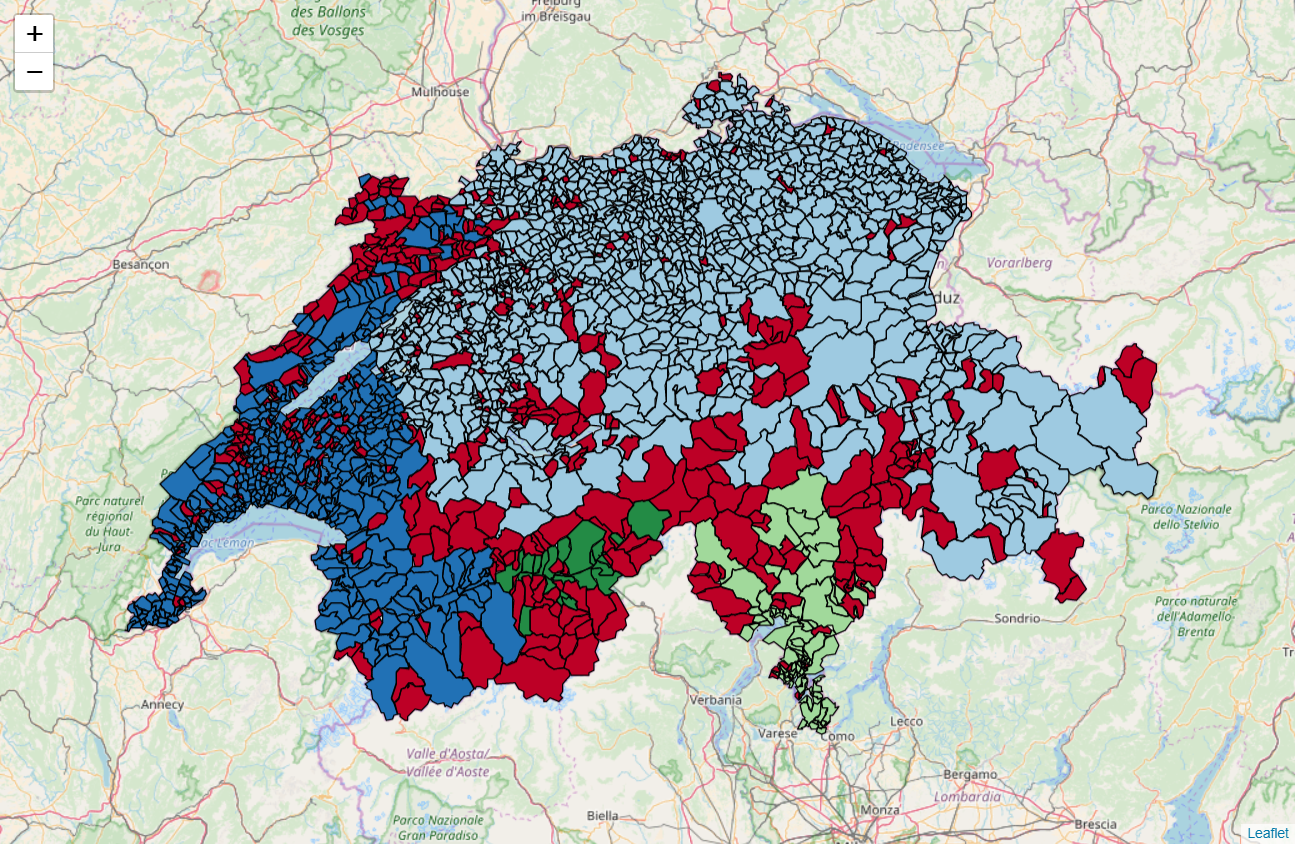 des Ballons
des Vosges
Freiburg
im Breisgau
+
−
Mulhouse
Bodensee
Besançon
Vorarlberg
duz
Parc naturel
régional
du Haut-
Jura
Parco Nazionale
dello Stelvio
Lac Léman
Sondrio
Parco naturale
dell'Adamello-
Brenta
Annecy
Verbania
Lecco
Varese
Como
Valle d'Aosta/
Vallée d'Aoste
Bergamo
Lombardia
Biella
Monza
Parco Nazionale
Gran Paradiso
Brescia
Leaflet